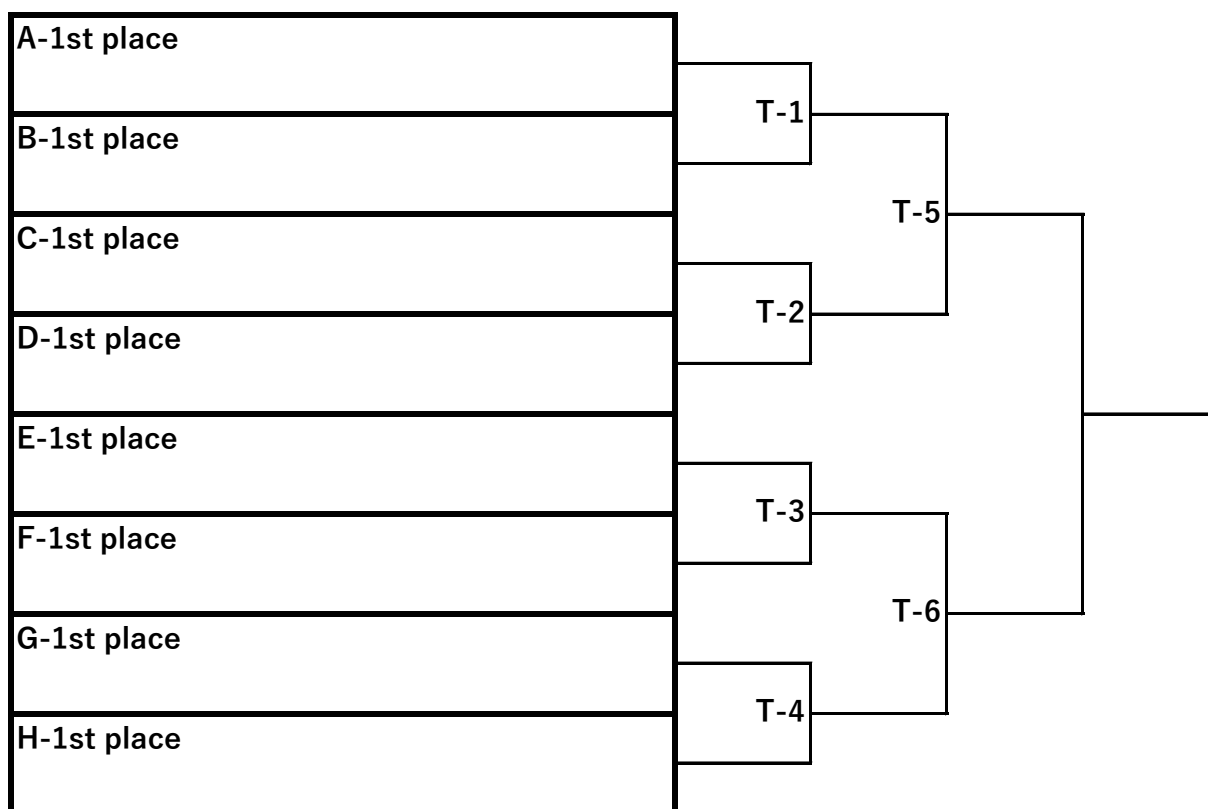 A-1st place
T-1
B-1st place
T-5
C-1st place
T-2
D-1st place
E-1st place
T-3
F-1st place
T-6
G-1st place
T-4
H-1st place